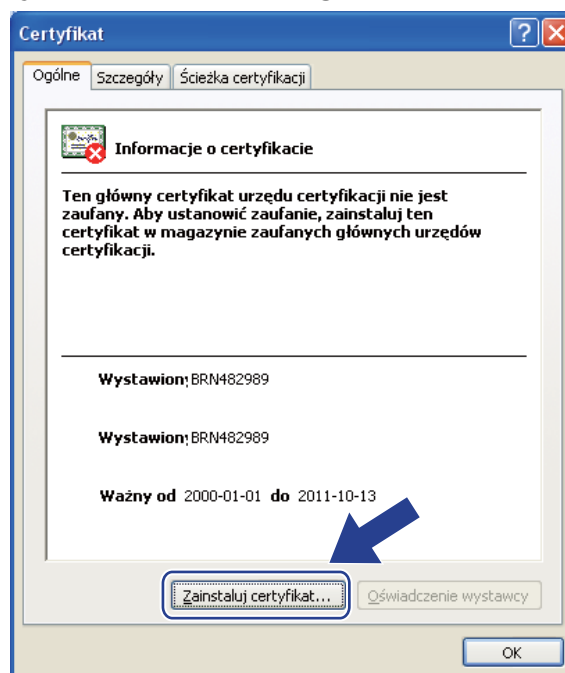 Certyfikat
Ogólne Szczegóły Ścieżka certyfikacji
Informacje o certyfikacie
Ten główny certyfikat urzędu certyfikacji nie jest
zaufany. Aby ustanowić zaufanie, zainstaluj ten
certyfikat w magazynie zaufanych głównych urzędów
certyfikacji.
Wystawiony BRN482989
Wystawiony BRN482989
Ważny od 2000-01-01 do 2011-10-13
Zainstaluj certyfikat... Oświadczenie wystawcy
OK